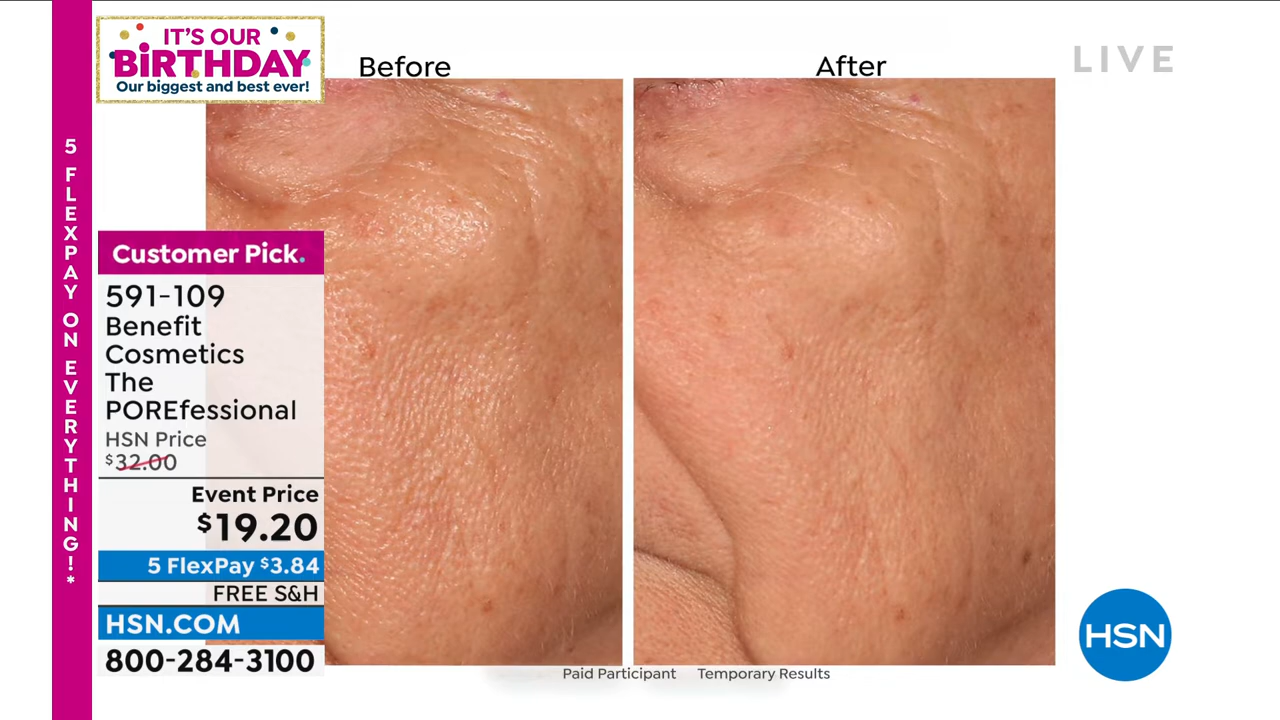 5 FLEXPAY ON EVERYTHING!*
IT'S OUR
BiRTHDAY
Our biggest and best ever!
Before
After
LIVE
Customer Pick.
591-109
Benefit
Cosmetics
The
POREfessional
HSN Price
$32.00
Event Price
$19.20
5 FlexPay $3.84
FREE S&H
HSN.COM
800-284-3100
Paid Participant Temporary Results
HSN